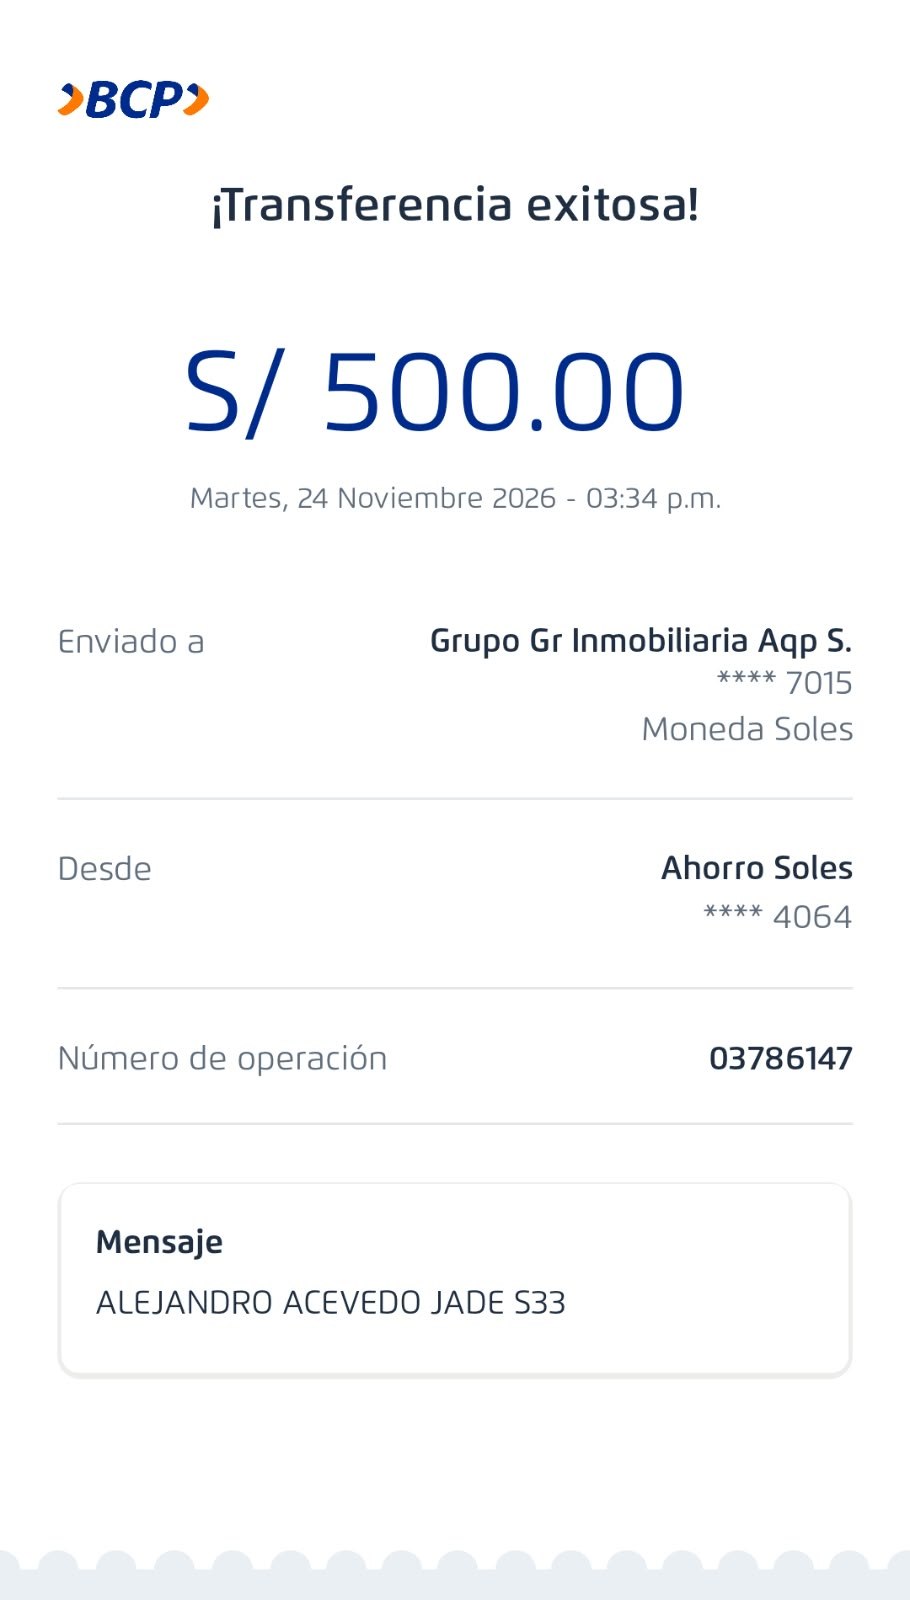 BCP
¡Transferencia exitosa!
S/ 500.00
Martes, 24 Noviembre 2026 - 03:34 p.m.
Enviado a
Grupo Gr Inmobiliaria Aqp S.
**** 7015
Moneda Soles
Desde
Ahorro Soles
**** 4064
Número de operación
03786147
Mensaje
ALEJANDRO ACEVEDO JADE S33